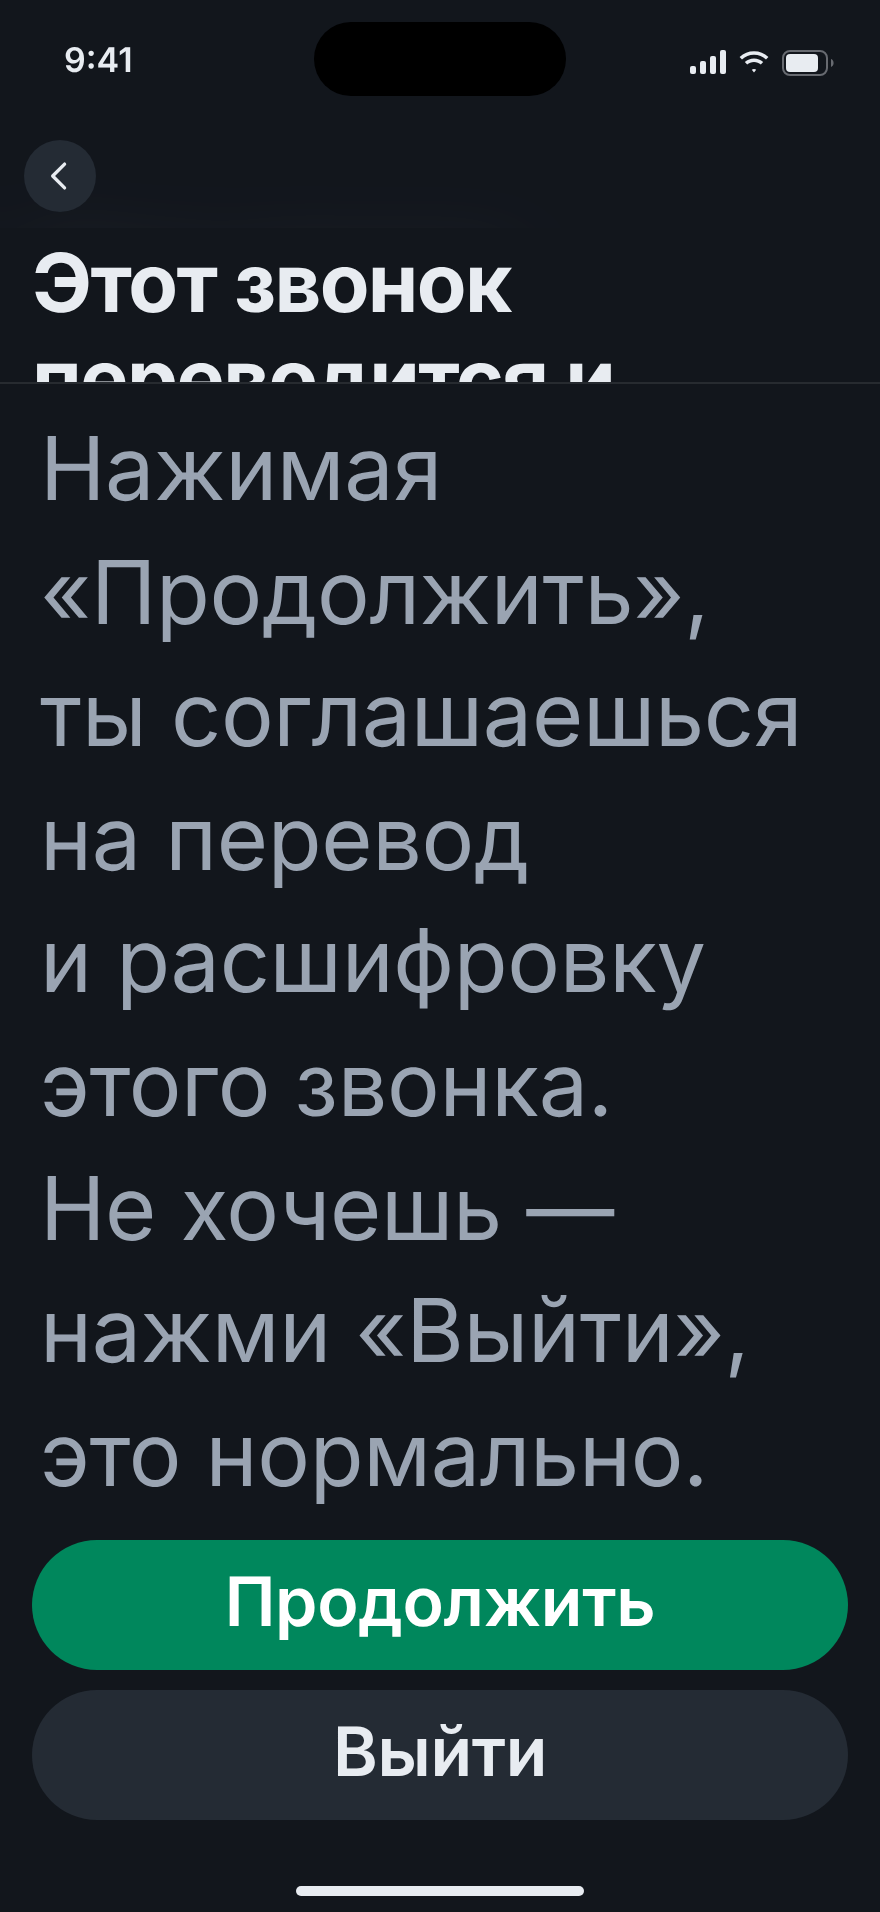 9:41
Этот звонок
переводится и
Нажимая
«Продолжить»,
ты соглашаешься
на перевод
и расшифровку
этого звонка.
Не хочешь —
нажми «Выйти»,
это нормально.
Продолжить
Выйти